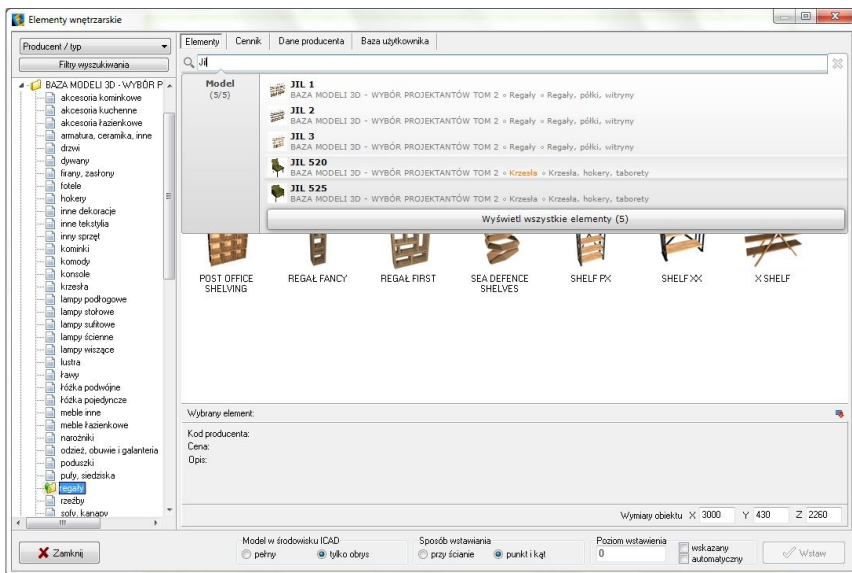 Elementy wnętrzarskie
Producent / typ
Filtry wyszukiwania
BAZA MODELI 3D - WYBÓR P
akcesoria kominkowe
akcesoria kuchenne
akcesoria łazienkowe
armatura, ceramika, inne
drzwi
dywany
firany, zasłony
fotele
hokery
inne dekoracje
inne tekstylia
inny sprzęt
kominki
komody
konsole
krzesła
lampy podłogowe
lampy stołowe
lampy sufitowe
lampy ścienne
lampy wiszące
lustra
ławy
łóżka podwójne
łóżka pojedyncze
meble inne
meble łazienkowe
narożniki
odzież, obuwie i galanteria
poduszki
pufy, siedziska
regały
rzeźby
sofy, kanapy
Elementy Cennik Dane producenta Baza użytkownika
Jil
Model
(5/5)
JIL 1
BAZA MODELI 3D - WYBÓR PROJEKTANTÓW TOM 2 » Regały » Regały, półki, witryny
JIL 2
BAZA MODELI 3D - WYBÓR PROJEKTANTÓW TOM 2 » Regały » Regały, półki, witryny
JIL 3
BAZA MODELI 3D - WYBÓR PROJEKTANTÓW TOM 2 » Regały » Regały, półki, witryny
JIL 520
BAZA MODELI 3D - WYBÓR PROJEKTANTÓW TOM 2 » Krzesła » Krzesła, hokery, taborety
JIL 525
BAZA MODELI 3D - WYBÓR PROJEKTANTÓW TOM 2 » Krzesła » Krzesła, hokery, taborety
Wyświetl wszystkie elementy (5)
POST OFFICE SHELVING
REGAŁ FANCY
REGAŁ FIRST
SEA DEFENCE SHELVES
SHELF PX
SHELF XX
X SHELF
Wybrany element:
Kod producenta:
Cena:
Opis:
Wymiary obiektu X 3000 Y 430 Z 2260
Zamknij
Model w środowisku ICAD
pełny tylko obrys
Sposób wstawiania
przy ścianie punkt i kąt
Poziom wstawienia
0
wskazany
automatyczny
Wstaw